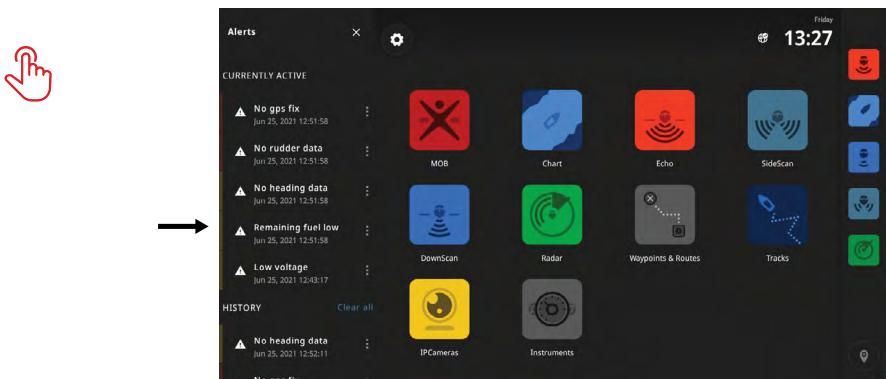 Alerts
Friday
13:27
CURRENTLY ACTIVE
No gps fix
Jun 25, 2021 12:51:58
No rudder data
Jun 25, 2021 12:51:58
No heading data
Jun 25, 2021 12:51:58
Remaining fuel low
Jun 25, 2021 12:51:58
Low voltage
Jun 25, 2021 12:43:17
HISTORY Clear all
No heading data
Jun 25, 2021 12:52:11
MOB Chart Echo SideScan
DownScan Radar Waypoints & Routes Tracks
IPCameras Instruments